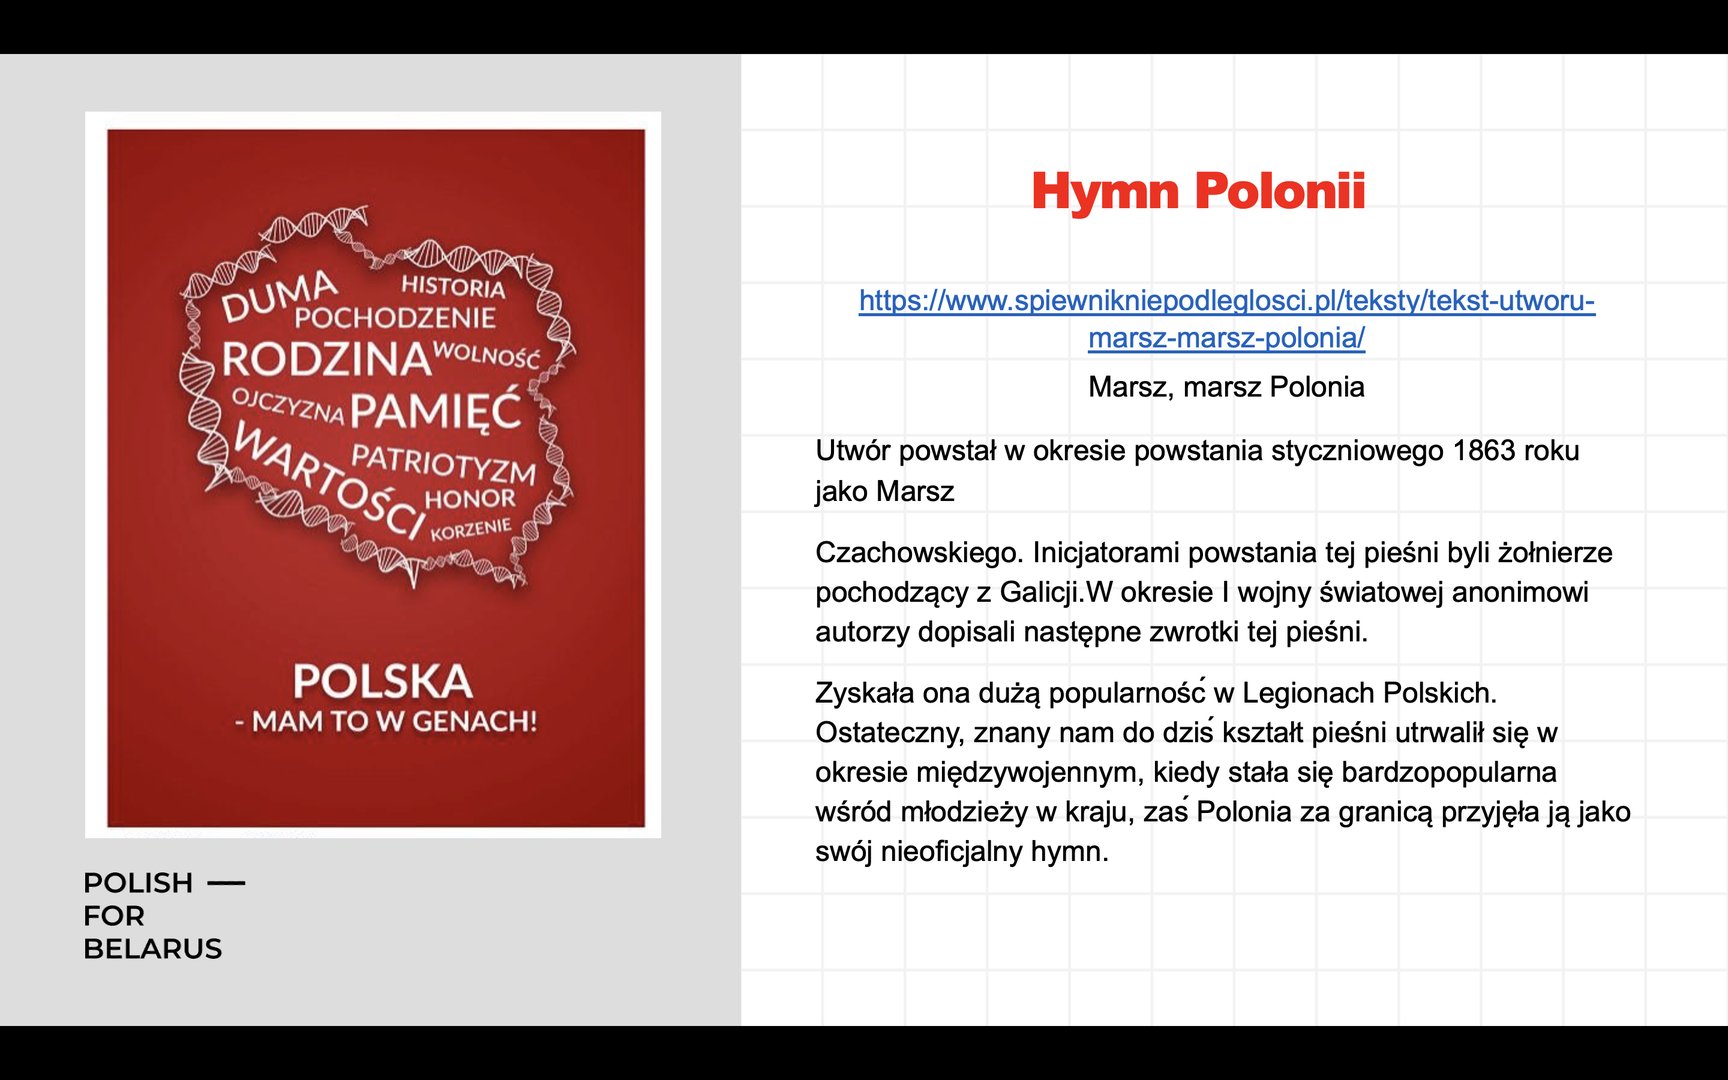 DUMA
HISTORIA
POCHODZENIE
RODZINA
WOLNOŚĆ
OJCZYZNA
PAMIĘĆ
WARTOŚCI
PATRIOTYZM
HONOR
KORZENIE
POLSKA
- MAM TO W GENACH!
POLISH —
FOR
BELARUS
Hymn Polonii
https://www.spiewnikniepodleglosci.pl/teksty/tekst-utworu-
marsz-marsz-polonia/
Marsz, marsz Polonia
Utwór powstał w okresie powstania styczniowego 1863 roku
jako Marsz
Czachowskiego. Inicjatorami powstania tej pieśni byli żołnierze
pochodzący z Galicji.W okresie I wojny światowej anonimowi
autorzy dopisali następne zwrotki tej pieśni.
Zyskała ona dużą popularność w Legionach Polskich.
Ostateczny, znany nam do dziś kształt pieśni utrwalił się w
okresie międzywojennym, kiedy stała się bardzopopularna
wśród młodzieży w kraju, zaś Polonia za granicą przyjęła ją jako
swój nieoficjalny hymn.